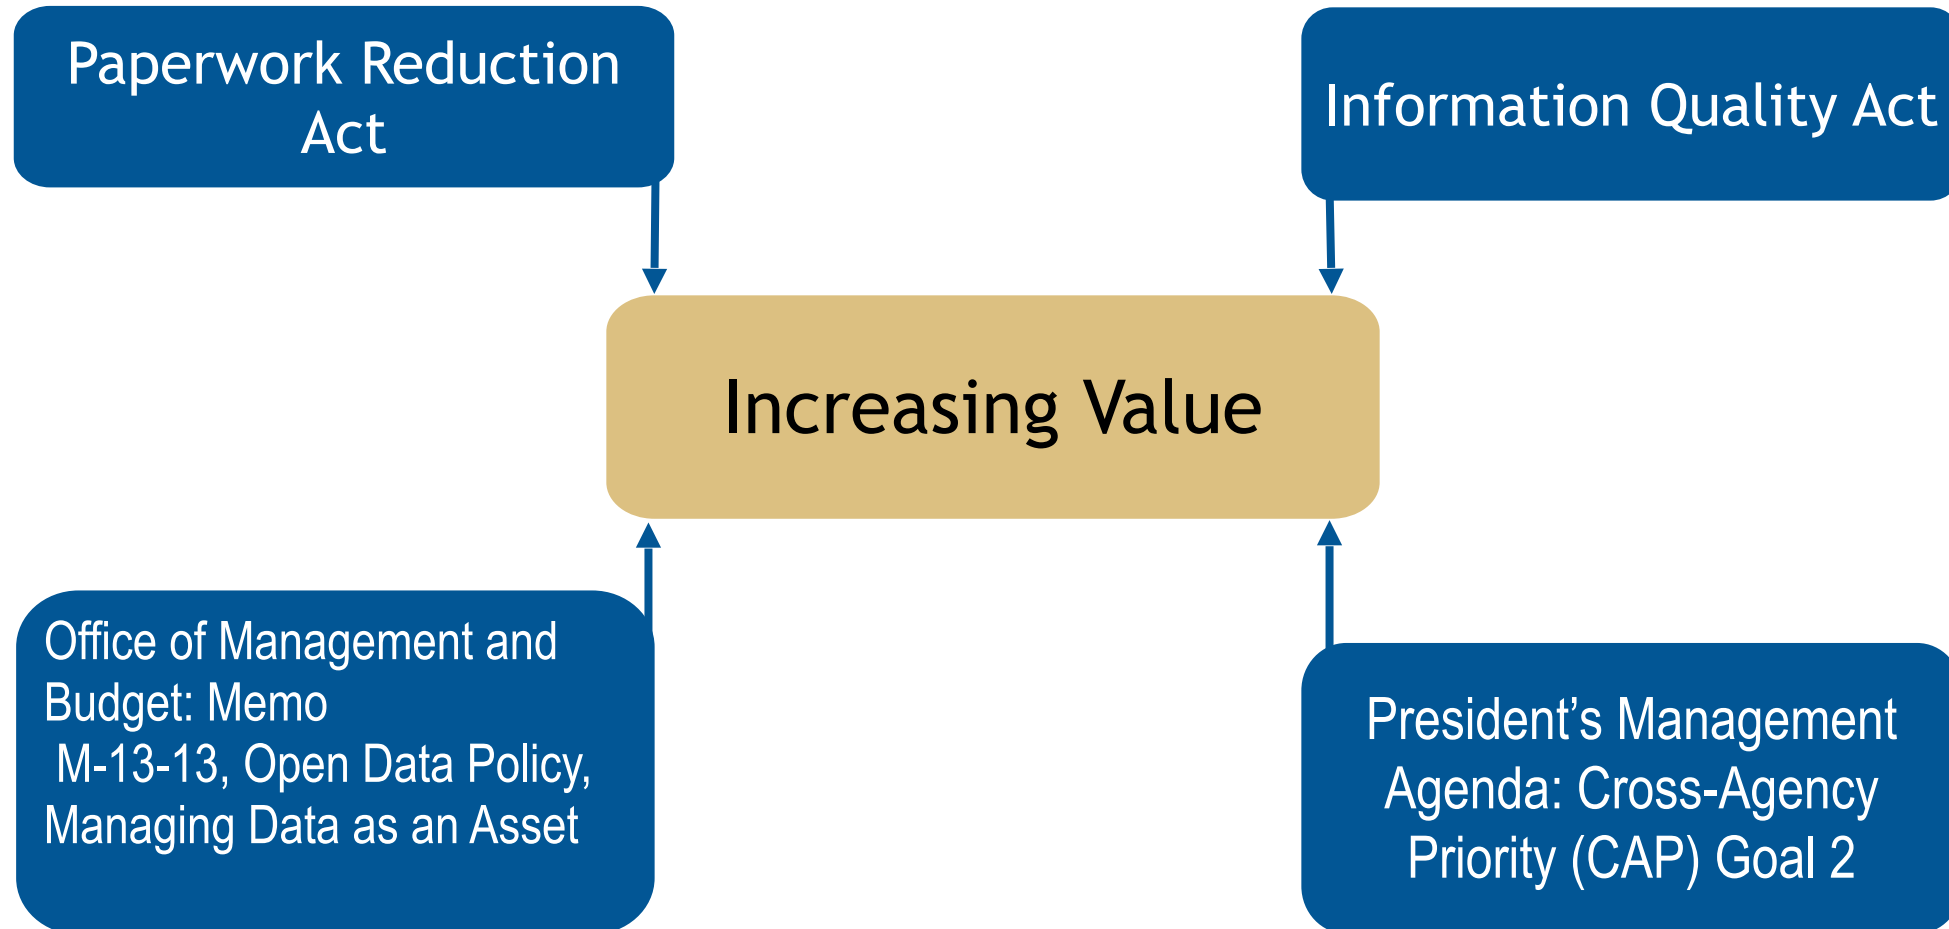 Paperwork Reduction
Act
Information Quality Act
Increasing Value
Office of Management and
Budget: Memo
M-13-13, Open Data Policy,
Managing Data as an Asset
President’s Management
Agenda: Cross-Agency
Priority (CAP) Goal 2